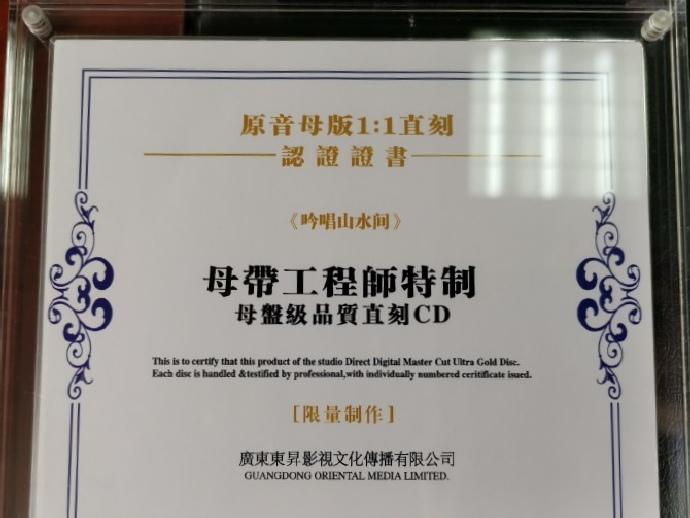 原音母版1:1直刻
認證證書
《吟唱山水间》
母帶工程師特制
母盤級品質直刻CD
This is to certify that this product of the studio Direct Digital Master Cut Ultra Gold Disc.
Each disc is handled &testified by professional,with individually numbered ceritificate isued.
[限量制作]
廣東東昇影視文化傳播有限公司
GUANGDONG ORIENTAL MEDIA LIMITED.